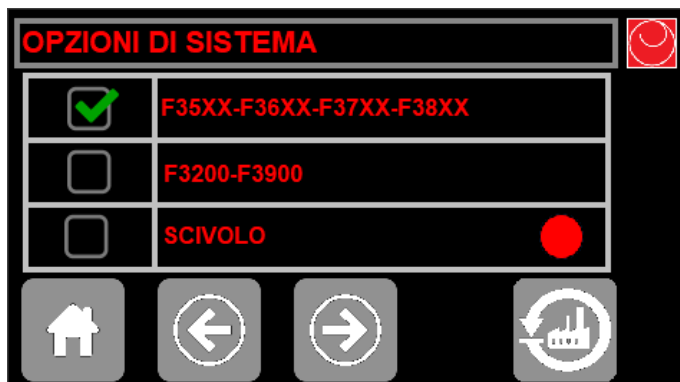 OPZIONI DI SISTEMA
F35XX-F36XX-F37XX-F38XX
F3200-F3900
SCIVOLO